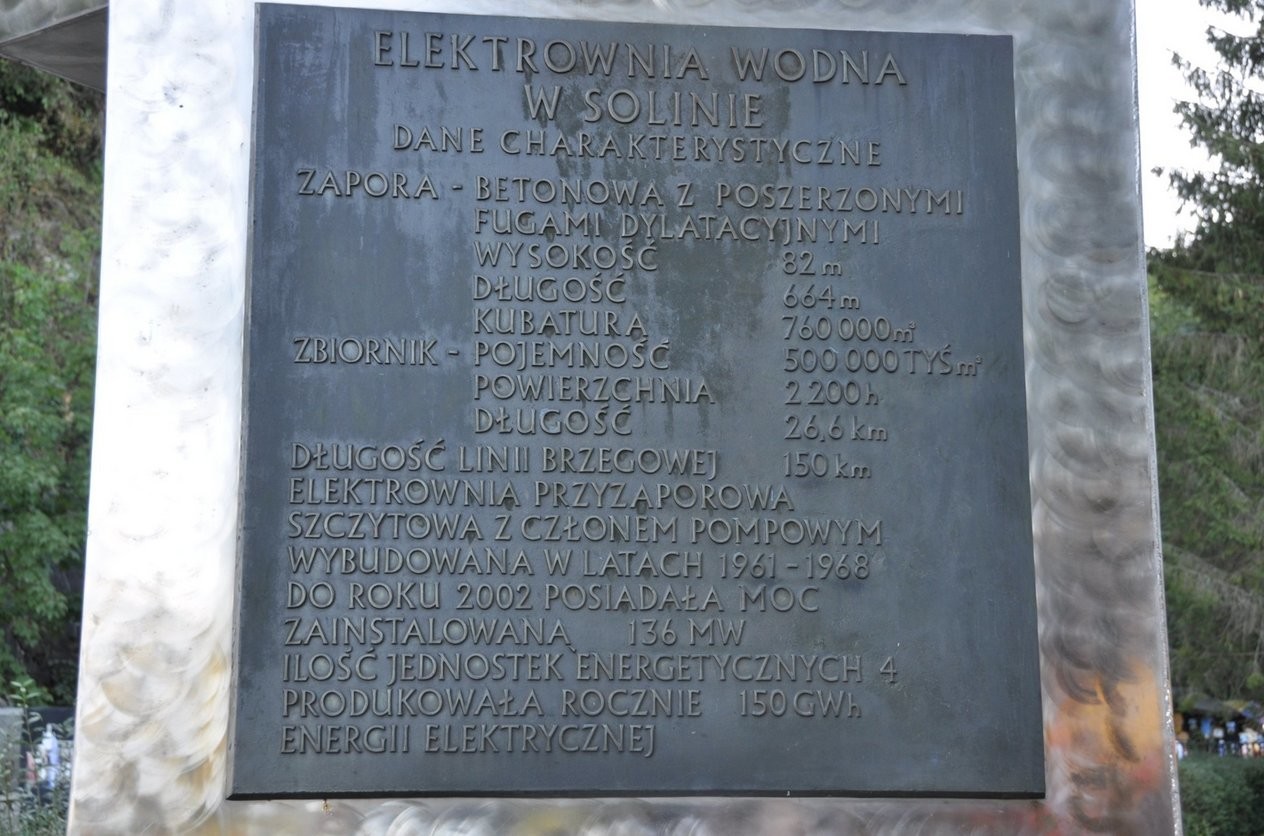 ELEKTROWNIA WODNA
W SOLINIE
DANE CHARAKTERYSTYCZNE
ZAPORA - BETONOWA Z POSZERZONYMI
FUGAMI DYLATACYJNYMI
WYSOKOŚĆ 82 m
DŁUGOŚĆ 664 m
KUBATURA 760 000 m³
ZBIORNIK - POJEMNOŚĆ 500 000 TYŚ m³
POWIERZCHNIA 2 200 h
DŁUGOŚĆ 26,6 km
DŁUGOŚĆ LINII BRZEGOWEJ 150 km
ELEKTROWNIA PRZYZAPOROWA
SZCZYTOWA Z CZŁONEM POMPOWYM
WYBUDOWANA W LATACH 1961 - 1968
DO ROKU 2002 POSIADAŁA MOC
ZAINSTALOWANĄ 136 MW
ILOŚĆ JEDNOSTEK ENERGETYCZNYCH 4
PRODUKOWAŁA ROCZNIE 150 GWh
ENERGII ELEKTRYCZNEJ